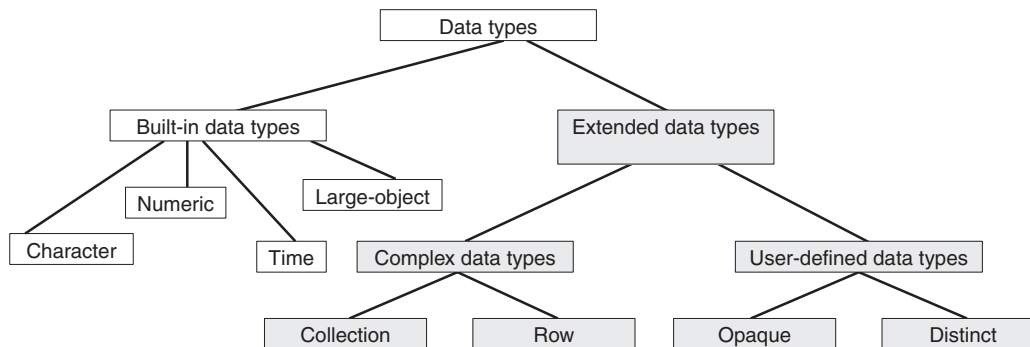 Data types
Built-in data types
Extended data types
Numeric
Large-object
Character
Time
Complex data types
User-defined data types
Collection
Row
Opaque
Distinct